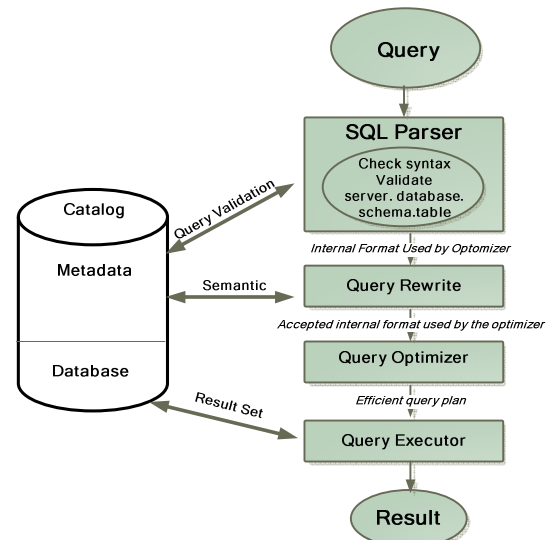 Query
SQL Parser
Check syntax
Validate
server. database.
schema.table
Catalog
Query Validation
Internal Format Used by Optomizer
Metadata
Semantic
Query Rewrite
Accepted internal format used by the optimizer
Query Optimizer
Database
Efficient query plan
Result Set
Query Executor
Result